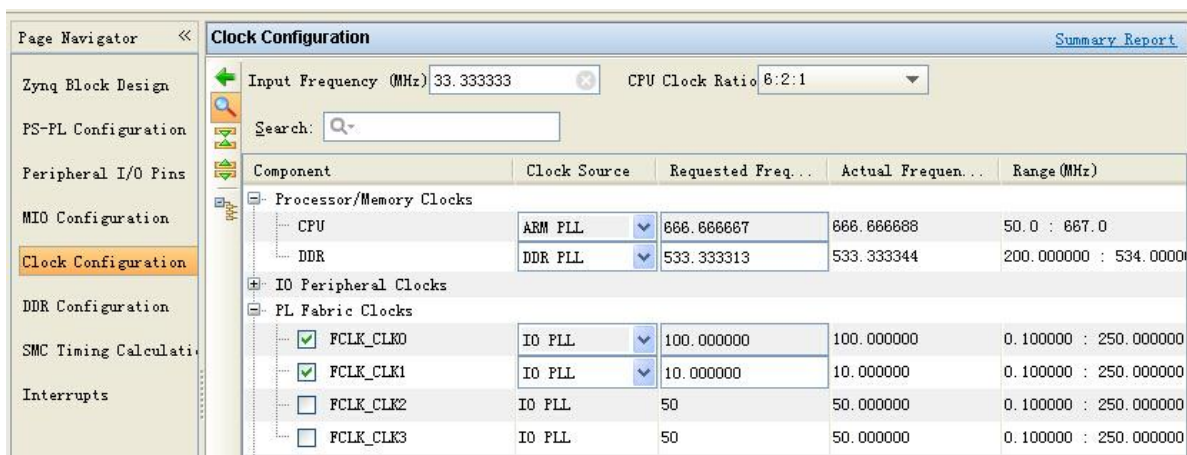 Page Navigator «
Clock Configuration
Summary Report
Zynq Block Design
PS-PL Configuration
Peripheral I/O Pins
MIO Configuration
Clock Configuration
DDR Configuration
SMC Timing Calculati
Interrupts
Input Frequency (MHz) 33.333333 CPU Clock Ratio 6:2:1
Search:
Component Clock Source Requested Freq... Actual Frequen... Range(MHz)
Processor/Memory Clocks
CPU ARM PLL 666.666667 666.666688 50.0 : 667.0
DDR DDR PLL 533.333313 533.333344 200.000000 : 534.0000
IO Peripheral Clocks
PL Fabric Clocks
FCLK_CLK0 IO PLL 100.000000 100.000000 0.100000 : 250.000000
FCLK_CLK1 IO PLL 10.000000 10.000000 0.100000 : 250.000000
FCLK_CLK2 IO PLL 50 50.000000 0.100000 : 250.000000
FCLK_CLK3 IO PLL 50 50.000000 0.100000 : 250.000000